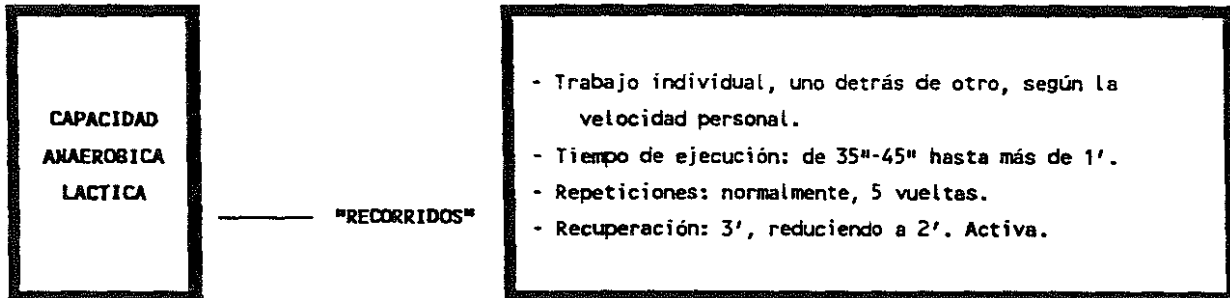 CAPACIDAD
ANAEROBICA
LACTICA
"RECORRIDOS"
- Trabajo individual, uno detrás de otro, según la
velocidad personal.
- Tiempo de ejecución: de 35"-45" hasta más de 1'.
- Repeticiones: normalmente, 5 vueltas.
- Recuperación: 3', reduciendo a 2'. Activa.